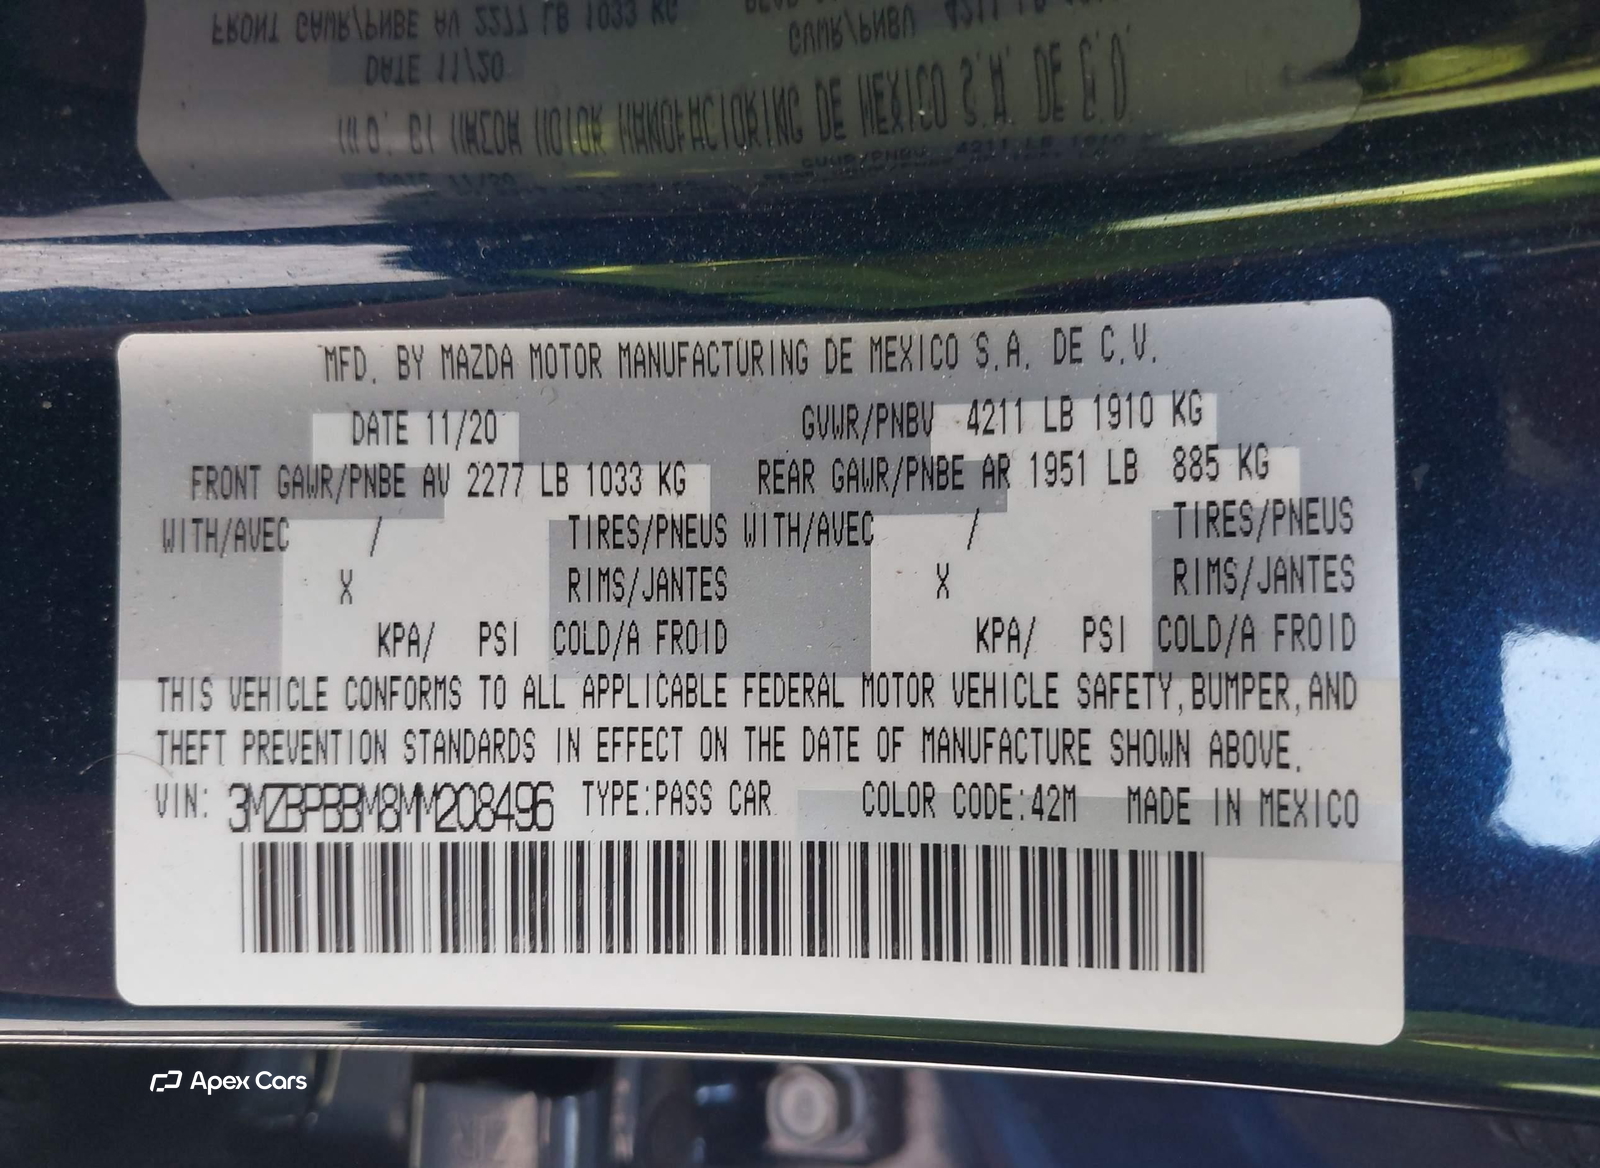 MFD. BY MAZDA MOTOR MANUFACTURING DE MEXICO S.A. DE C.V.
DATE 11/20 GVWR/PNBV 4211 LB 1910 KG
FRONT GAWR/PNBE AV 2277 LB 1033 KG REAR GAWR/PNBE AR 1951 LB 885 KG
WITH/AVEC / TIRES/PNEUS WITH/AVEC / TIRES/PNEUS
X RIMS/JANTES X RIMS/JANTES
KPA/ PSI COLD/A FROID KPA/ PSI COLD/A FROID
THIS VEHICLE CONFORMS TO ALL APPLICABLE FEDERAL MOTOR VEHICLE SAFETY, BUMPER, AND
THEFT PREVENTION STANDARDS IN EFFECT ON THE DATE OF MANUFACTURE SHOWN ABOVE.
VIN: 3MZBPBBM8MM208496 TYPE:PASS CAR COLOR CODE:42M MADE IN MEXICO
Apex Cars